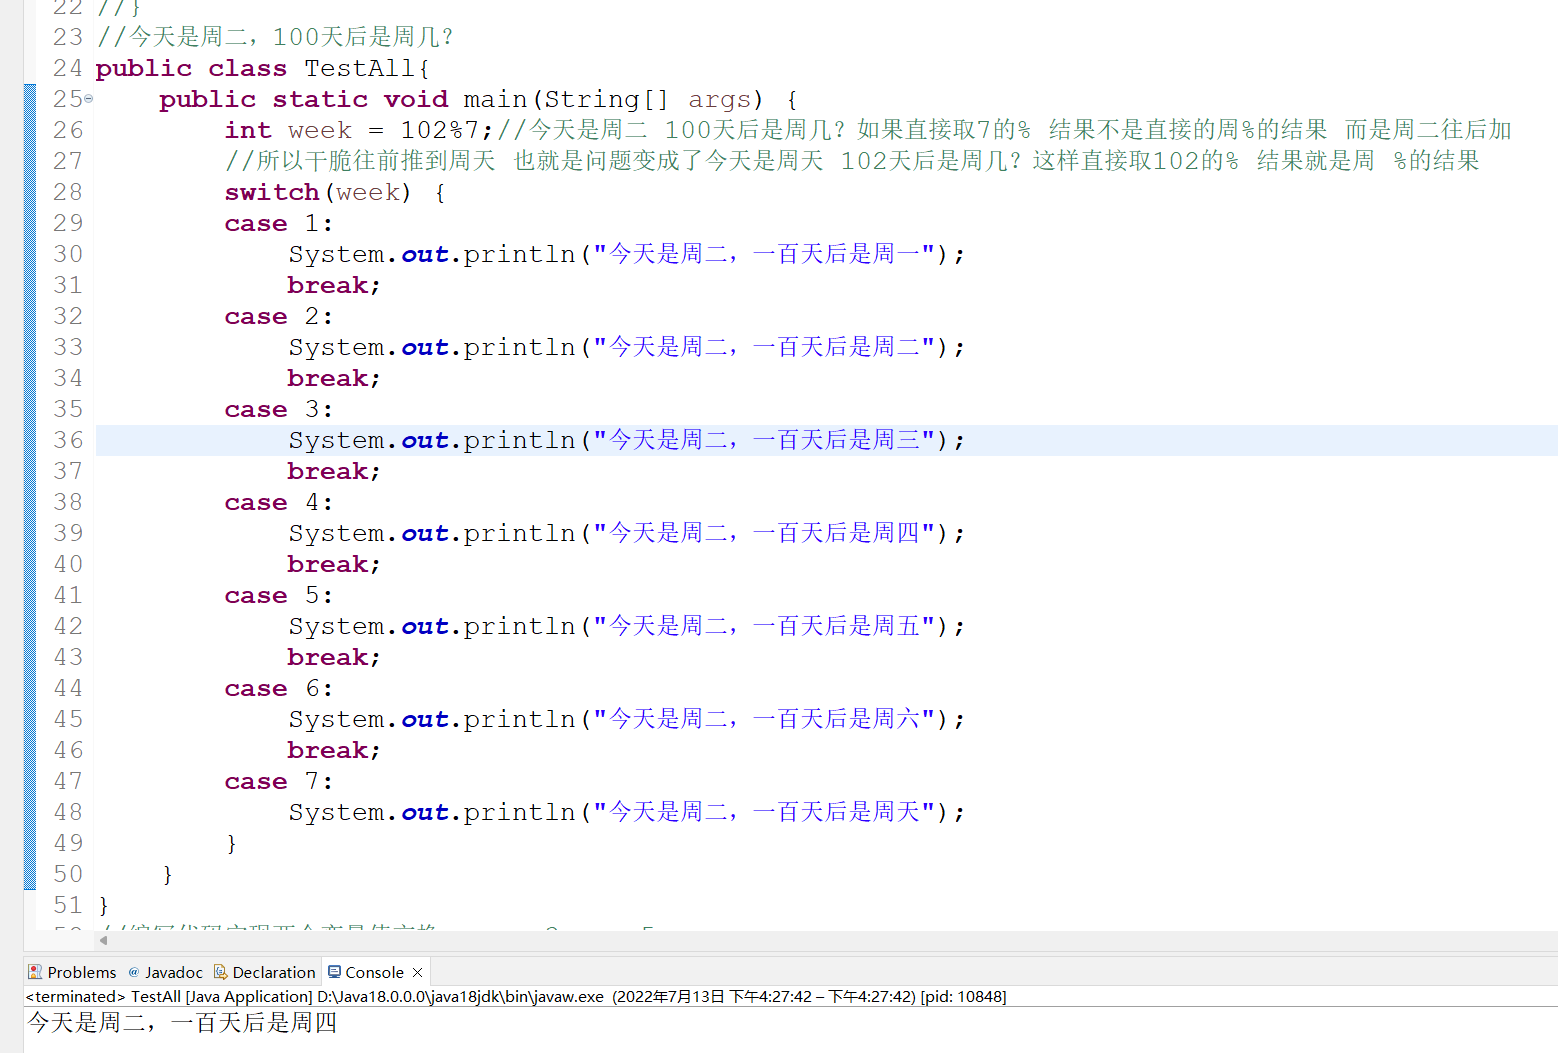 22 //}
23 //今天是周二，100天后是周几？
24 public class TestAll{
25 public static void main(String[] args) {
26 int week = 102%7;//今天是周二 100天后是周几？如果直接取7的% 结果不是直接的周%的结果 而是周二往后加
27 //所以干脆往前推到周天 也就是问题变成了今天是周天 102天后是周几？这样直接取102的% 结果就是周 %的结果
28 switch(week) {
29 case 1:
30 System.out.println("今天是周二，一百天后是周一");
31 break;
32 case 2:
33 System.out.println("今天是周二，一百天后是周二");
34 break;
35 case 3:
36 System.out.println("今天是周二，一百天后是周三");
37 break;
38 case 4:
39 System.out.println("今天是周二，一百天后是周四");
40 break;
41 case 5:
42 System.out.println("今天是周二，一百天后是周五");
43 break;
44 case 6:
45 System.out.println("今天是周二，一百天后是周六");
46 break;
47 case 7:
48 System.out.println("今天是周二，一百天后是周天");
49 }
50 }
51 }
Problems @ Javadoc Declaration Console
<terminated> TestAll [Java Application] D:\Java18.0.0.0\java18jdk\bin\javaw.exe (2022年7月13日 下午4:27:42 – 下午4:27:42) [pid: 10848]
今天是周二，一百天后是周四